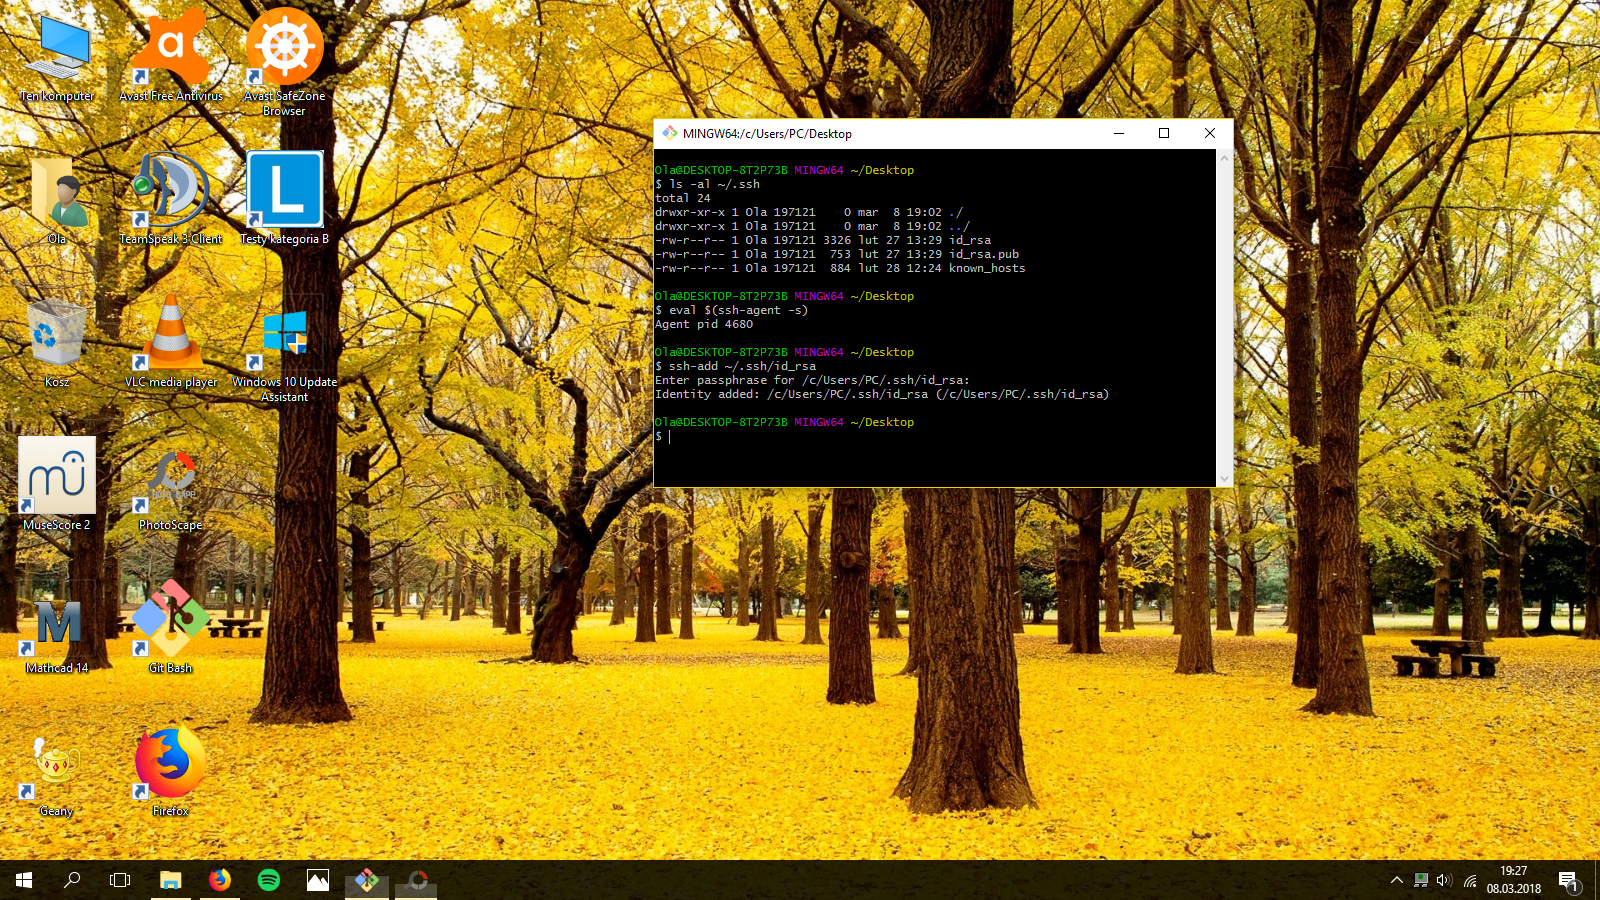 Ten komputer
Avast Free Antivirus
Avast SafeZone
Browser
Ola
TeamSpeak 3 Client
L
Testy kategoria B
Kosz
VLC media player
Windows 10 Update
Assistant
MuseScore 2
PhotoScape
M
Mathcad 14
Git Bash
Geany
Firefox
MINGW64:/c/Users/PC/Desktop
Ola@DESKTOP-8T2P73B MINGW64 ~/Desktop
$ ls -al ~/.ssh
total 24
drwxr-xr-x 1 Ola 197121    0 mar  8 19:02 ./
drwxr-xr-x 1 Ola 197121    0 mar  8 19:02 ../
-rw-r--r-- 1 Ola 197121 3326 lut 27 13:29 id_rsa
-rw-r--r-- 1 Ola 197121  753 lut 27 13:29 id_rsa.pub
-rw-r--r-- 1 Ola 197121  884 lut 28 12:24 known_hosts
Ola@DESKTOP-8T2P73B MINGW64 ~/Desktop
$ eval $(ssh-agent -s)
Agent pid 4680
Ola@DESKTOP-8T2P73B MINGW64 ~/Desktop
$ ssh-add ~/.ssh/id_rsa
Enter passphrase for /c/Users/PC/.ssh/id_rsa:
Identity added: /c/Users/PC/.ssh/id_rsa (/c/Users/PC/.ssh/id_rsa)
Ola@DESKTOP-8T2P73B MINGW64 ~/Desktop
$
19:27
08.03.2018
1